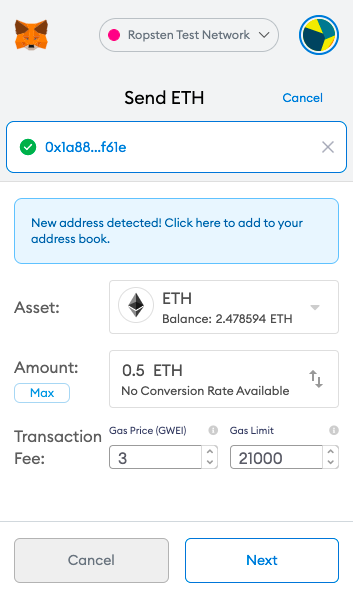 Ropsten Test Network
Send ETH
Cancel
0x1a88...f61e
New address detected! Click here to add to your
address book.
Asset:
ETH
Balance: 2.478594 ETH
Amount:
Max
0.5 ETH
No Conversion Rate Available
Transaction
Fee:
Gas Price (GWEI)
3
Gas Limit
21000
Cancel
Next